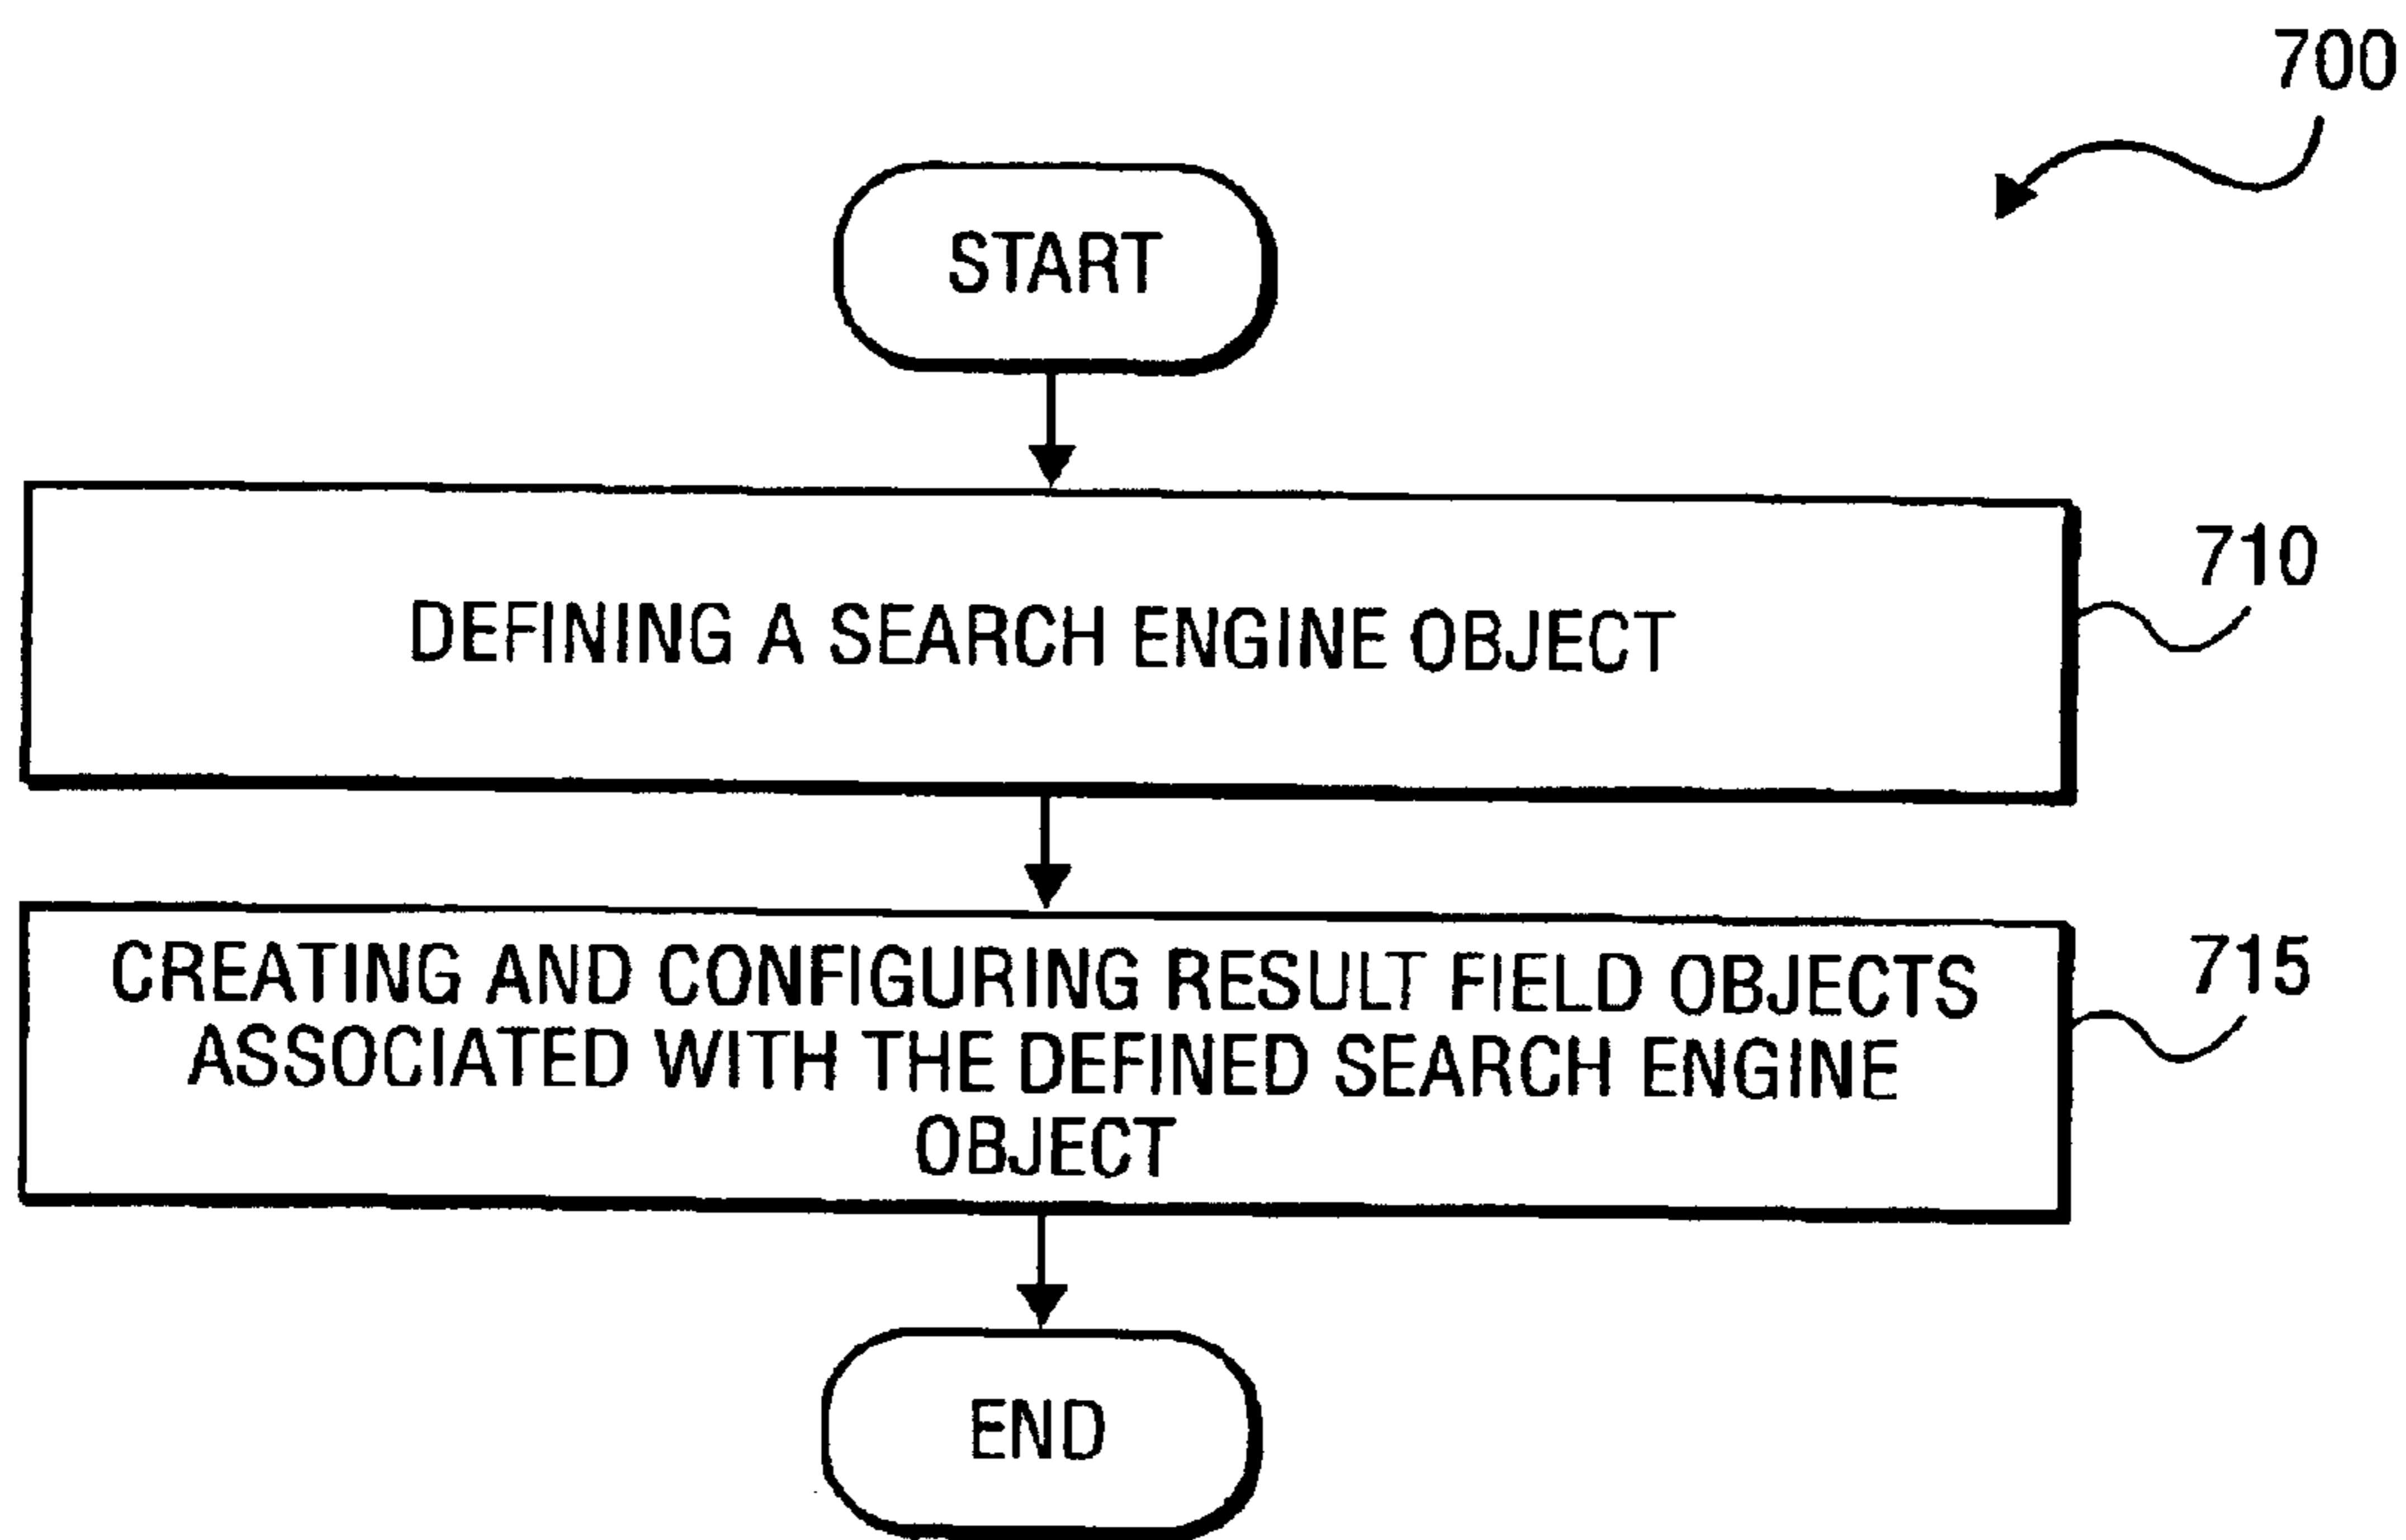 700
START
DEFINING A SEARCH ENGINE OBJECT
710
CREATING AND CONFIGURING RESULT FIELD OBJECTS
ASSOCIATED WITH THE DEFINED SEARCH ENGINE
OBJECT
715
END